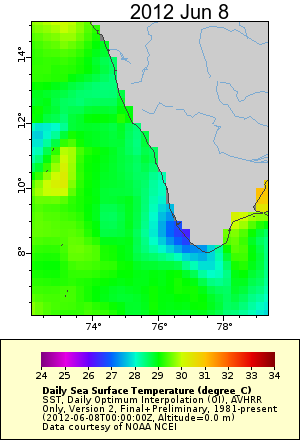 2012 Jun 8
14°
12°
10°
8°
74°
76°
78°
24 25 26 27 28 29 30 31 32 33 34
Daily Sea Surface Temperature (degree_C)
SST, Daily Optimum Interpolation (OI), AVHRR
Only, Version 2, Final+Preliminary, 1981-present
(2012-06-08T00:00:00Z, Altitude=0.0 m)
Data courtesy of NOAA NCEI